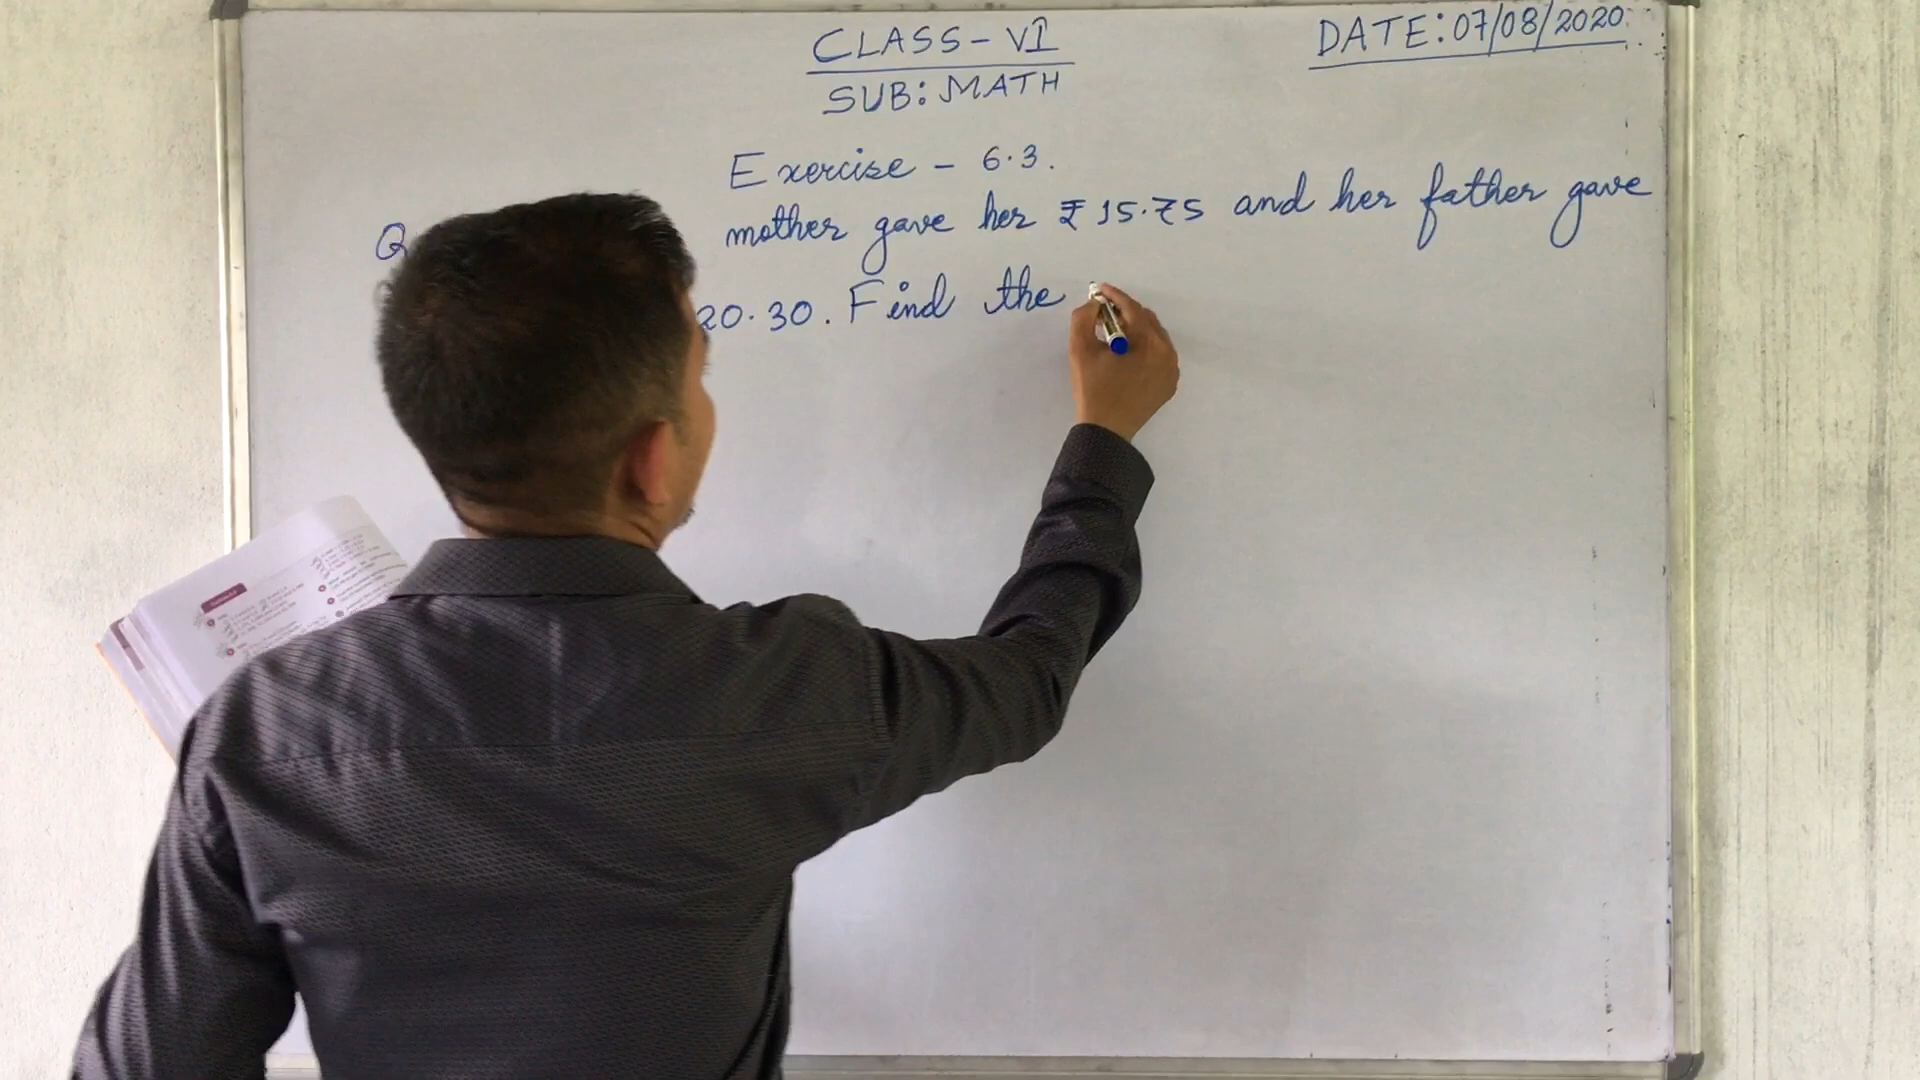 CLASS - VI
DATE: 07/08/2020
SUB: MATH
Exercise - 6.3.
Q mother gave her ₹ 15.75 and her father gave
20.30. Find the